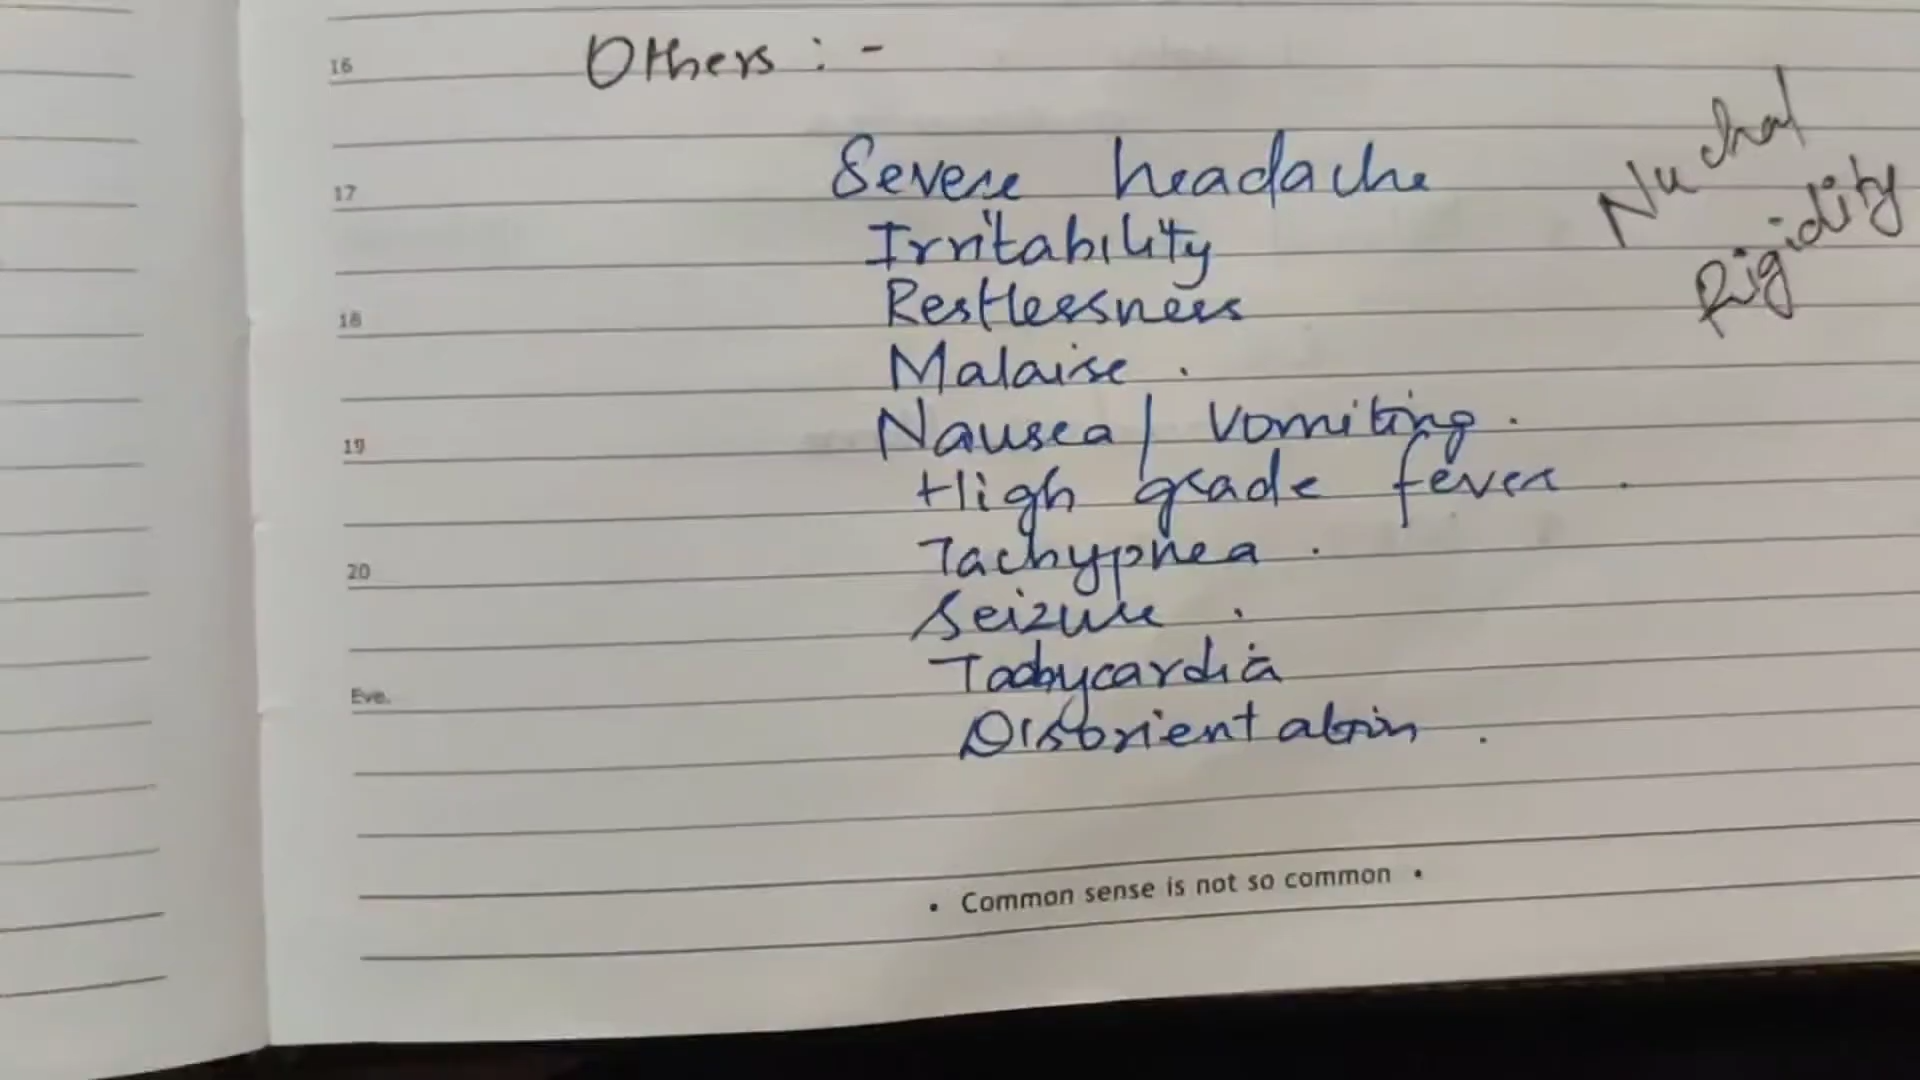 16
Others : -
Nuchal
Rigidity
17
Severe headache
Irritability
18
Restlessness
Malaise .
19
Nausea / Vomiting .
High grade fever .
20
Tachypnea .
Seizure .
Eve.
Tachycardia
Disorientation .
• Common sense is not so common •